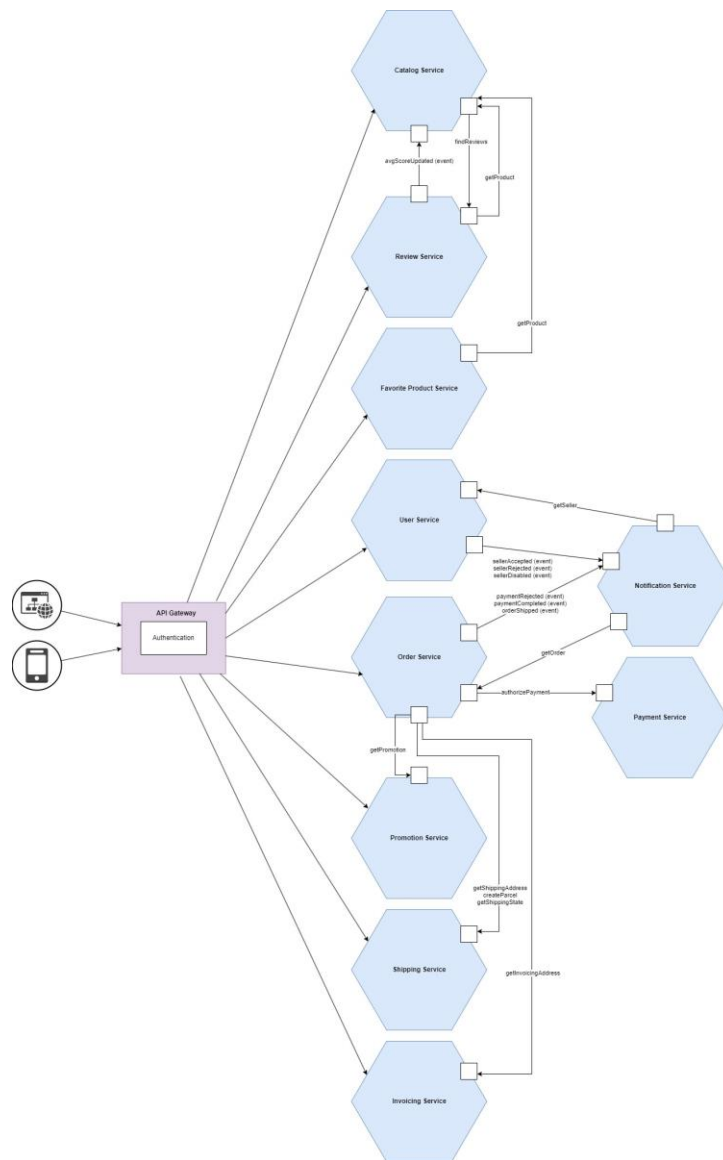 Catalog Service
findReviews
avgScoreUpdated (event)
getProduct
Review Service
getProduct
Favorite Product Service
User Service
getSeller
sellerAccepted (event)
sellerRejected (event)
sellerDisabled (event)
Notification Service
paymentRejected (event)
paymentCompleted (event)
orderShipped (event)
API Gateway
Authentication
Order Service
getOrder
authorizePayment
Payment Service
getPromotion
Promotion Service
getShippingAddress
createParcel
getShippingState
Shipping Service
getInvoicingAddress
Invoicing Service